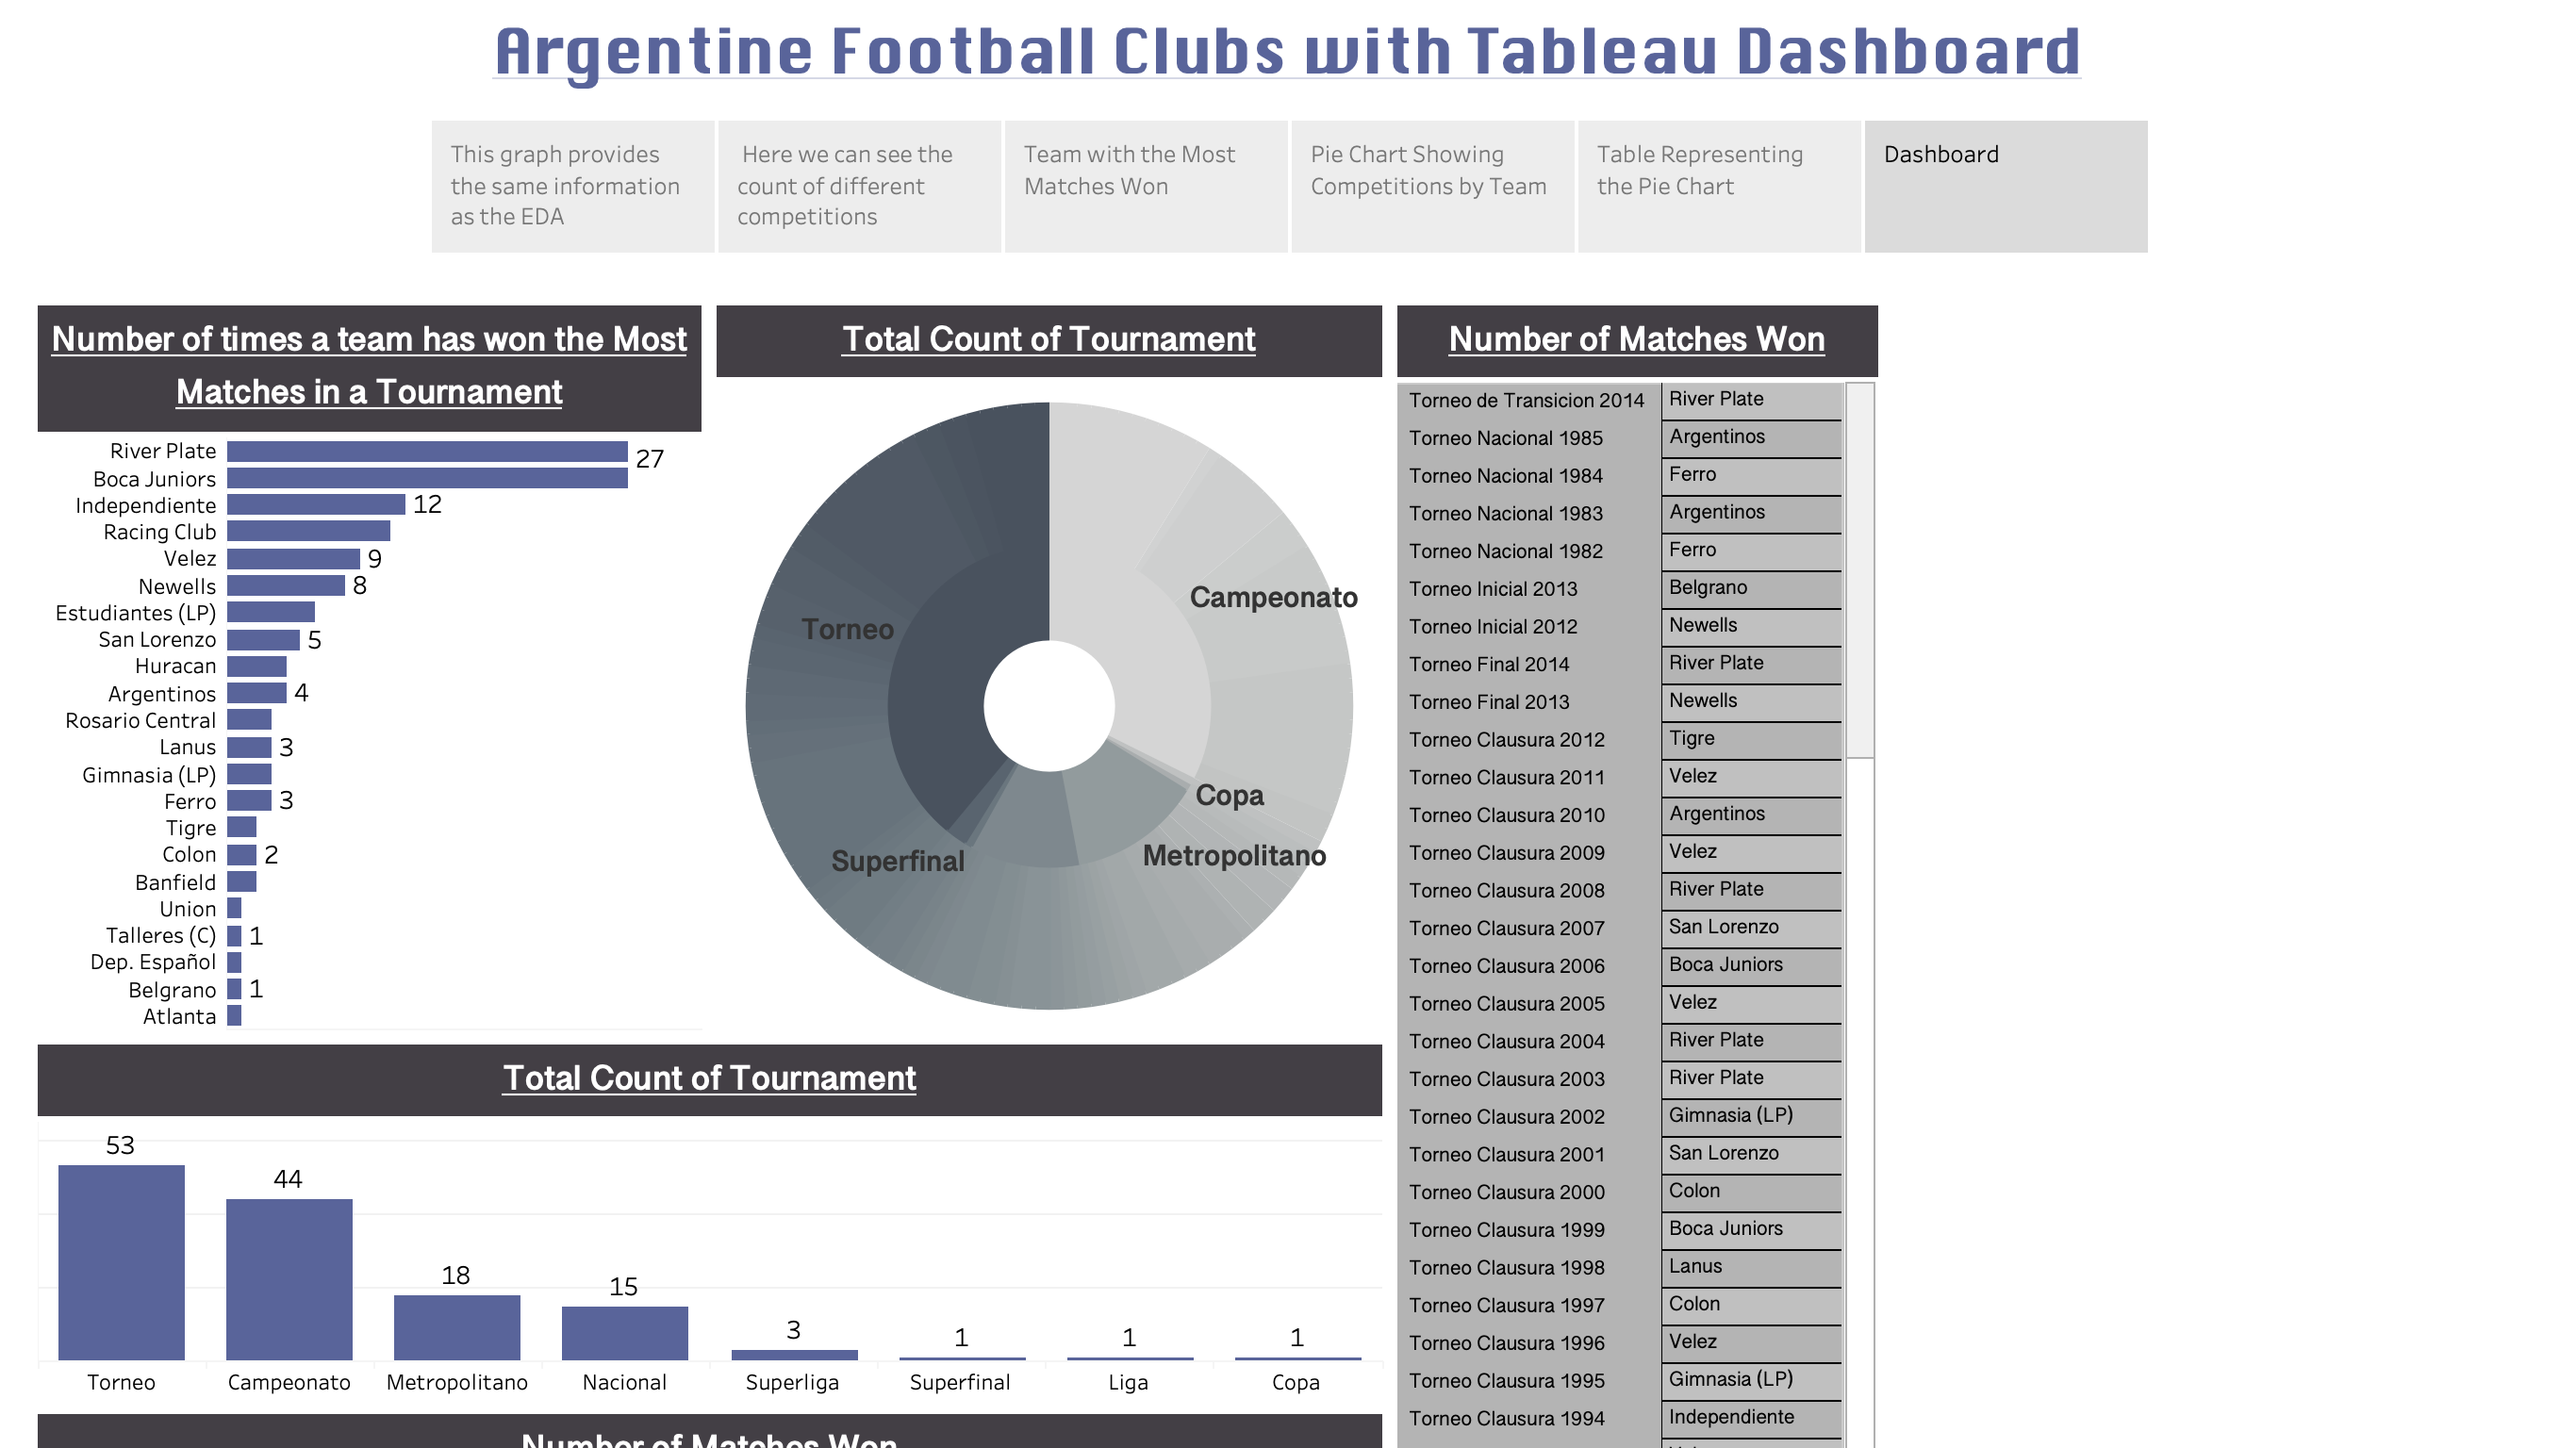 Argentine Football Clubs with Tableau Dashboard
This graph provides
the same information
as the EDA
Here we can see the
count of different
competitions
Team with the Most
Matches Won
Pie Chart Showing
Competitions by Team
Table Representing
the Pie Chart
Dashboard
Number of times a team has won the Most
Matches in a Tournament
River Plate
27
Boca Juniors
Independiente 12
Racing Club
Velez 9
Newells 8
Estudiantes (LP)
San Lorenzo 5
Huracan
Argentinos 4
Rosario Central
Lanus 3
Gimnasia (LP)
Ferro 3
Tigre
Colon 2
Banfield
Union
Talleres (C) 1
Dep. Español
Belgrano 1
Atlanta
Total Count of Tournament
Campeonato
Torneo
Copa
Metropolitano
Superfinal
Total Count of Tournament
53
44
18
15
3
1
1
1
Torneo
Campeonato
Metropolitano
Nacional
Superliga
Superfinal
Liga
Copa
Number of Matches Won
Number of Matches Won
Torneo de Transicion 2014 River Plate
Torneo Nacional 1985 Argentinos
Torneo Nacional 1984 Ferro
Torneo Nacional 1983 Argentinos
Torneo Nacional 1982 Ferro
Torneo Inicial 2013 Belgrano
Torneo Inicial 2012 Newells
Torneo Final 2014 River Plate
Torneo Final 2013 Newells
Torneo Clausura 2012 Tigre
Torneo Clausura 2011 Velez
Torneo Clausura 2010 Argentinos
Torneo Clausura 2009 Velez
Torneo Clausura 2008 River Plate
Torneo Clausura 2007 San Lorenzo
Torneo Clausura 2006 Boca Juniors
Torneo Clausura 2005 Velez
Torneo Clausura 2004 River Plate
Torneo Clausura 2003 River Plate
Torneo Clausura 2002 Gimnasia (LP)
Torneo Clausura 2001 San Lorenzo
Torneo Clausura 2000 Colon
Torneo Clausura 1999 Boca Juniors
Torneo Clausura 1998 Lanus
Torneo Clausura 1997 Colon
Torneo Clausura 1996 Velez
Torneo Clausura 1995 Gimnasia (LP)
Torneo Clausura 1994 Independiente